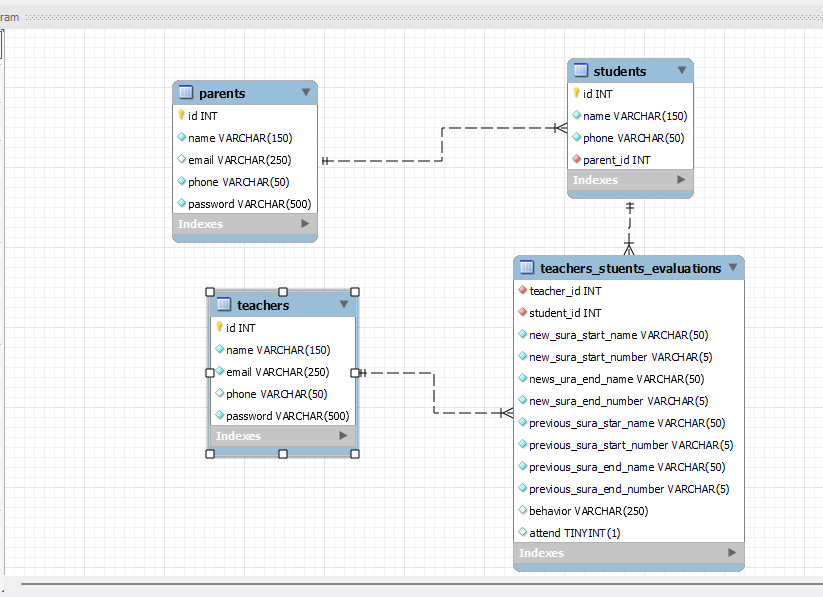 ram
parents
id INT
name VARCHAR(150)
email VARCHAR(250)
phone VARCHAR(50)
password VARCHAR(500)
Indexes
students
id INT
name VARCHAR(150)
phone VARCHAR(50)
parent_id INT
Indexes
teachers
id INT
name VARCHAR(150)
email VARCHAR(250)
phone VARCHAR(50)
password VARCHAR(500)
Indexes
teachers_stuents_evaluations
teacher_id INT
student_id INT
new_sura_start_name VARCHAR(50)
new_sura_start_number VARCHAR(5)
news_ura_end_name VARCHAR(50)
new_sura_end_number VARCHAR(5)
previous_sura_star_name VARCHAR(50)
previous_sura_start_number VARCHAR(5)
previous_sura_end_name VARCHAR(50)
previous_sura_end_number VARCHAR(5)
behavior VARCHAR(250)
attend TINYINT(1)
Indexes